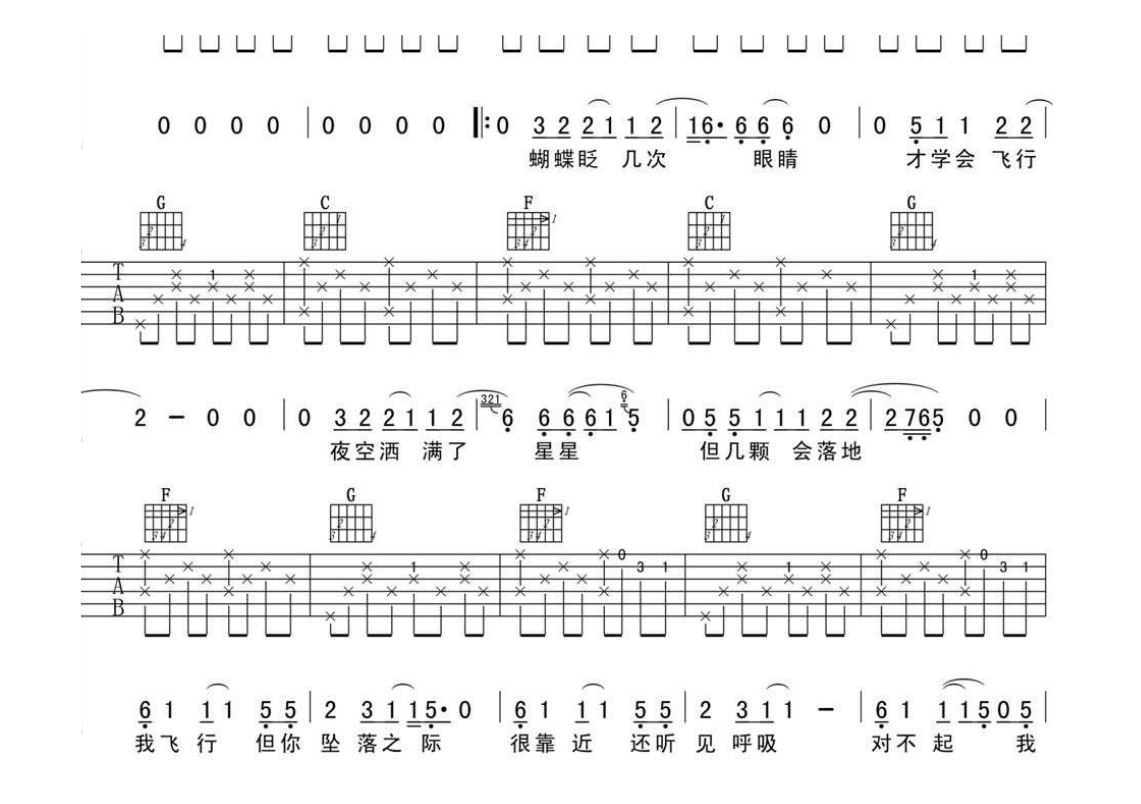 0 0 0 0 | 0 0 0 0 ‖: 0 3 2 2 1 1 2 | 1 6· 6 6 6 0 | 0 5 1 1 2 2 |
蝴蝶眨 几次 眼睛 才学会 飞行
G C F C G
T A B 1 1
2 – 0 0 | 0 3 2 2 1 1 2 | 321 6 6 6 6 1 6 5 | 0 5 5 1 1 1 2 2 | 2 7 6 5 0 0 |
夜空洒 满了 星星 但几颗 会落地
F G F G F
T A B 1 0 3 1 1 0 3 1
6 1 1 1 5 5 | 2 3 1 1 5· 0 | 6 1 1 1 5 5 | 2 3 1 1 – | 6 1 1 1 5 0 5 |
我飞 行 但你 坠 落之 际 很靠 近 还听 见 呼吸 对不 起 我